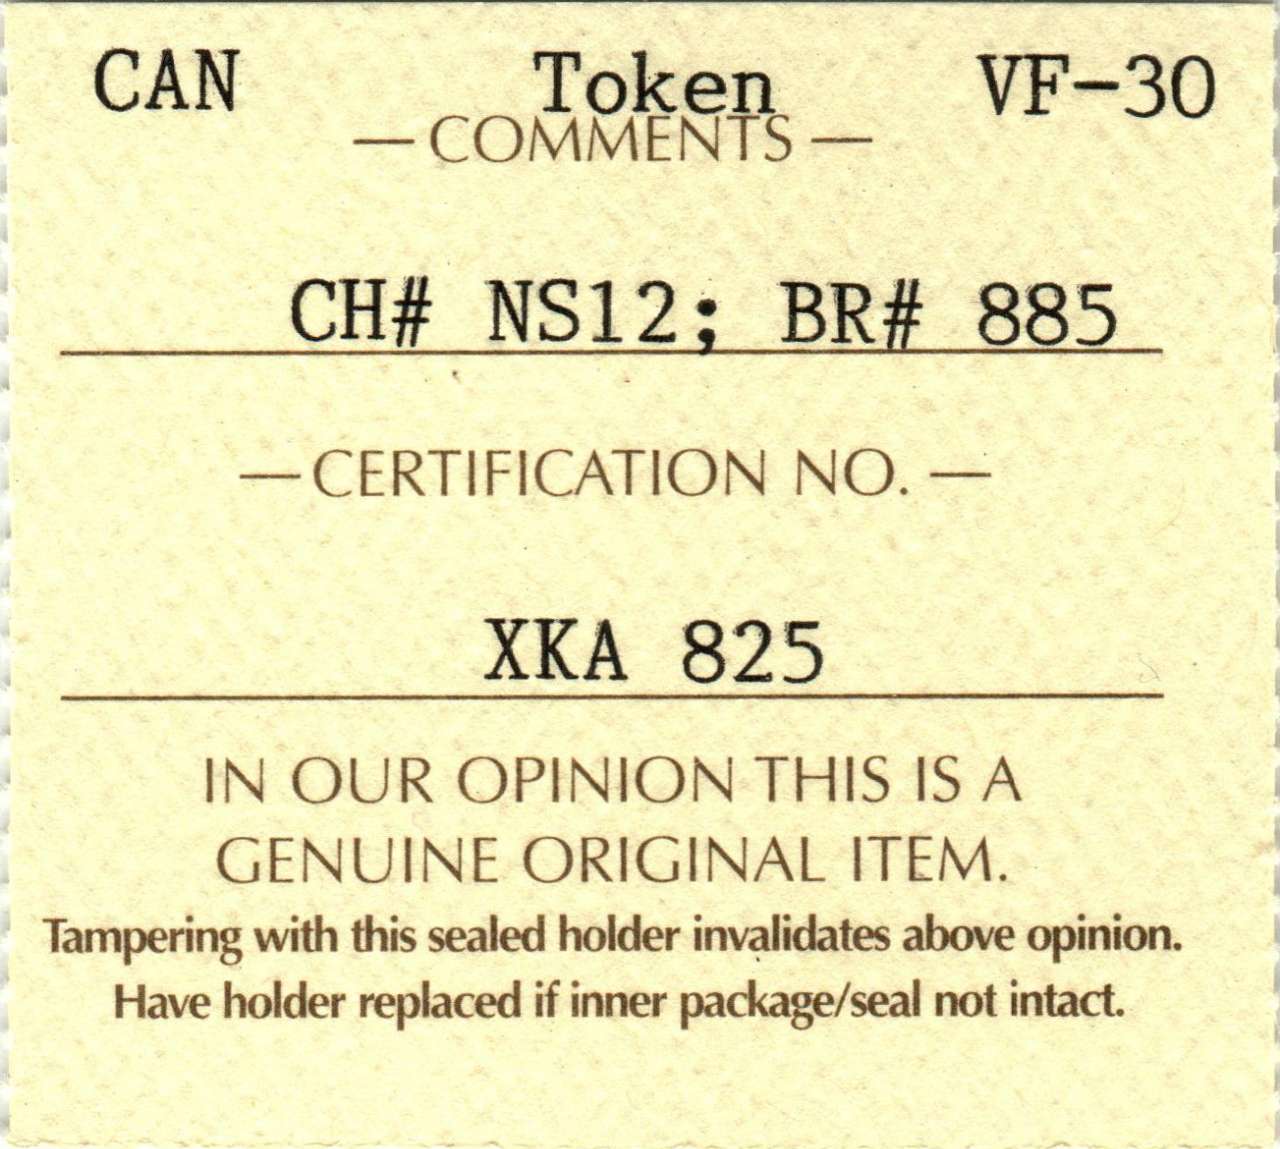 CAN Token VF-30
— COMMENTS —
CH# NS12; BR# 885
— CERTIFICATION NO. —
XKA 825
IN OUR OPINION THIS IS A
GENUINE ORIGINAL ITEM.
Tampering with this sealed holder invalidates above opinion.
Have holder replaced if inner package/seal not intact.